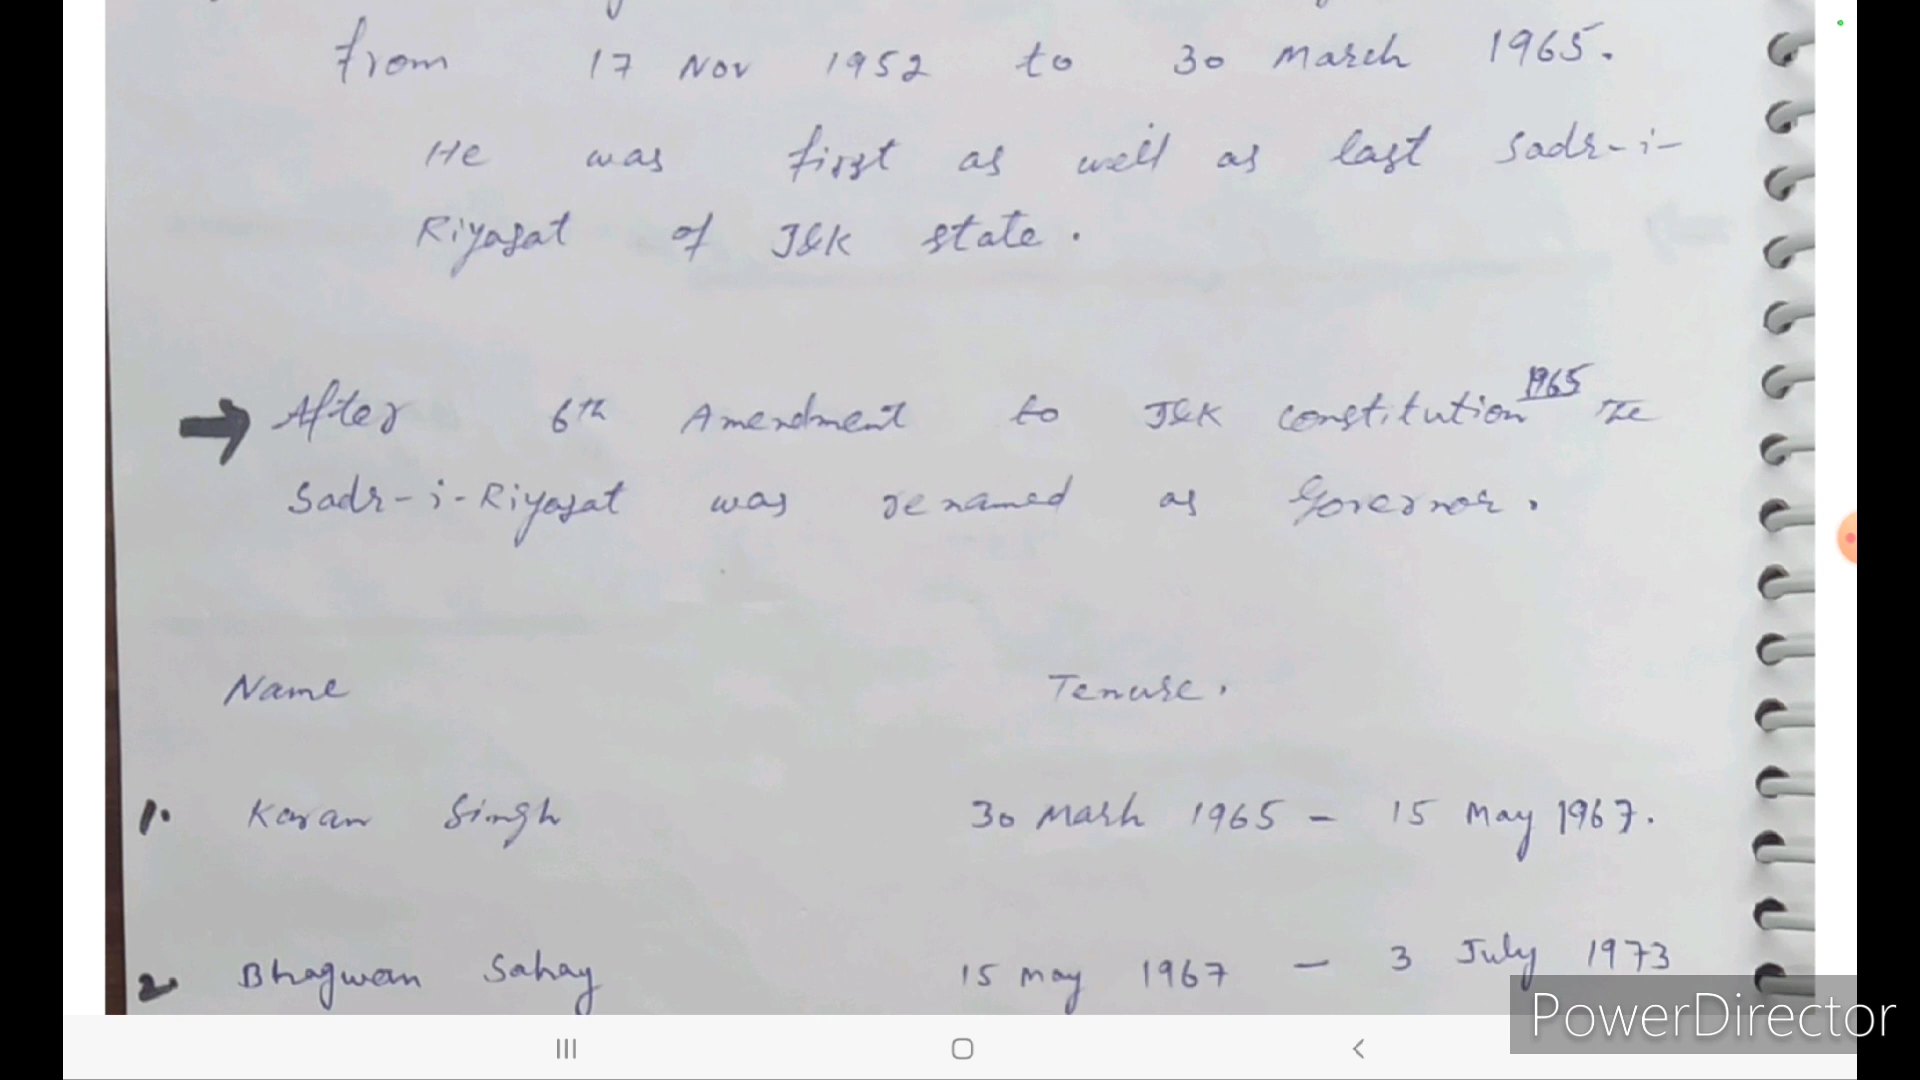 from 17 Nov 1952 to 30 March 1965.
He was first as well as last Sadr-i-
Riyasat of J&K state.
1965
After 6th Amendment to J&K constitution The
Sadr-i-Riyasat was renamed as Governor.
Name Tenure.
1. Karan Singh 30 Marh 1965 - 15 May 1967.
2. Bhagwan Sahay 15 May 1967 - 3 July 1973
PowerDirector